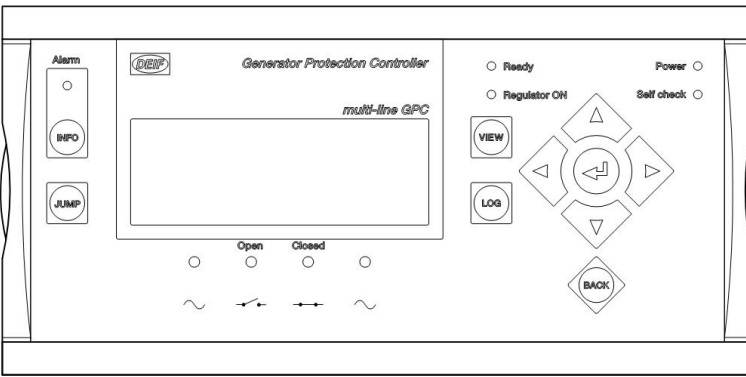 Alarm
DEIF
Generator Protection Controller
Ready
Power
Regulator ON
Self check
multi-line GPC
INFO
VIEW
JUMP
LOG
Open
Closed
BACK